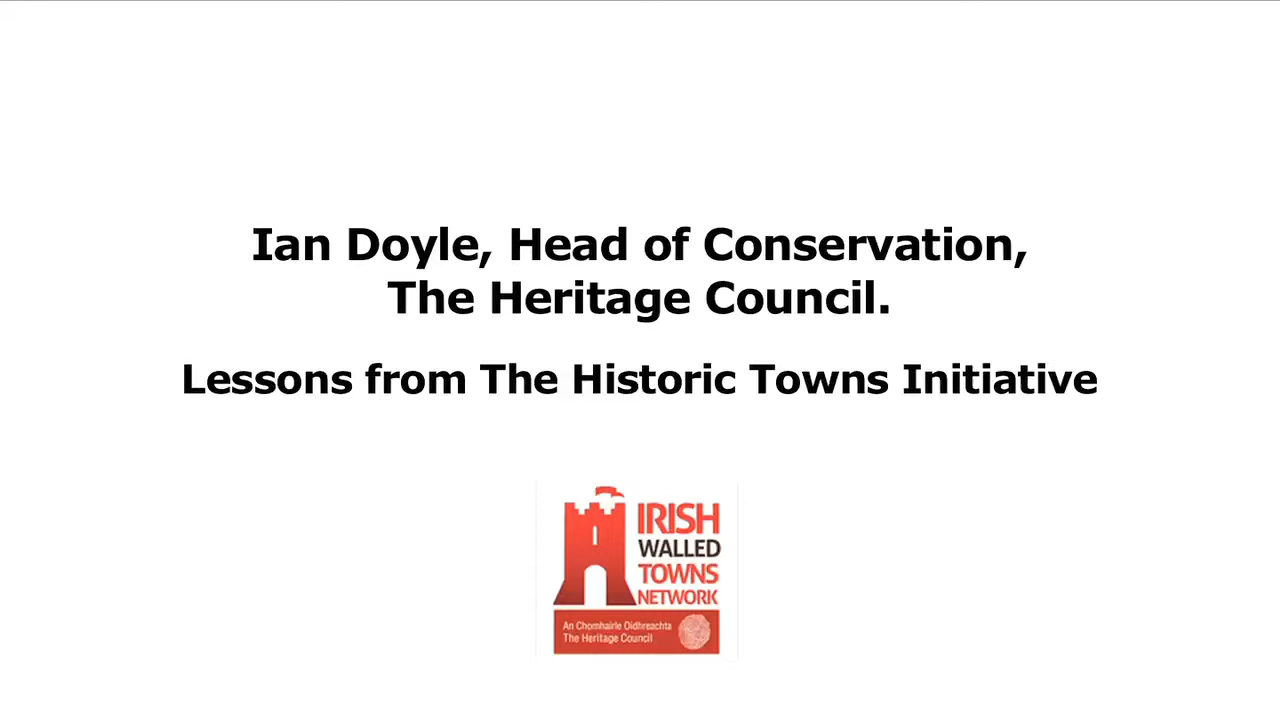 Ian Doyle, Head of Conservation,
The Heritage Council.
Lessons from The Historic Towns Initiative
IRISH
WALLED
TOWNS
NETWORK
An Chomhairle Oidhreachta
The Heritage Council